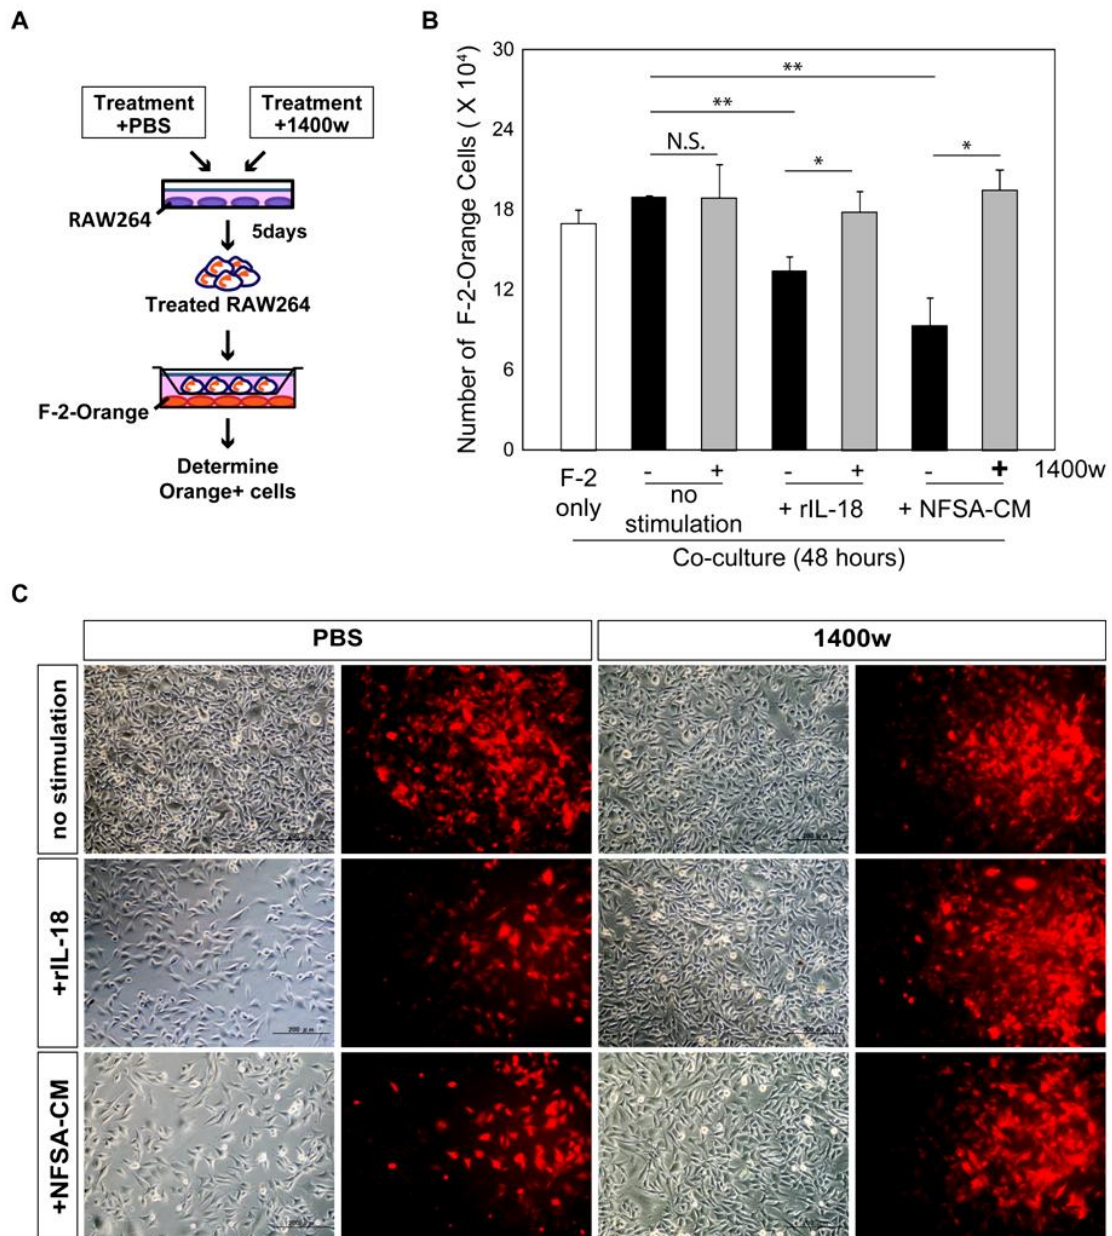 A
Treatment
+PBS
Treatment
+1400w
RAW264
5days
Treated RAW264
F-2-Orange
Determine
Orange+ cells
B
Number of F-2-Orange Cells ( X 10⁴)
30
24
18
12
6
0
**
**
N.S.
*
*
- + - + - + 1400w
F-2
only
no
stimulation
+ rIL-18
+ NFSA-CM
Co-culture (48 hours)
C
PBS
1400w
no stimulation
+rIL-18
200 μm
+NFSA-CM